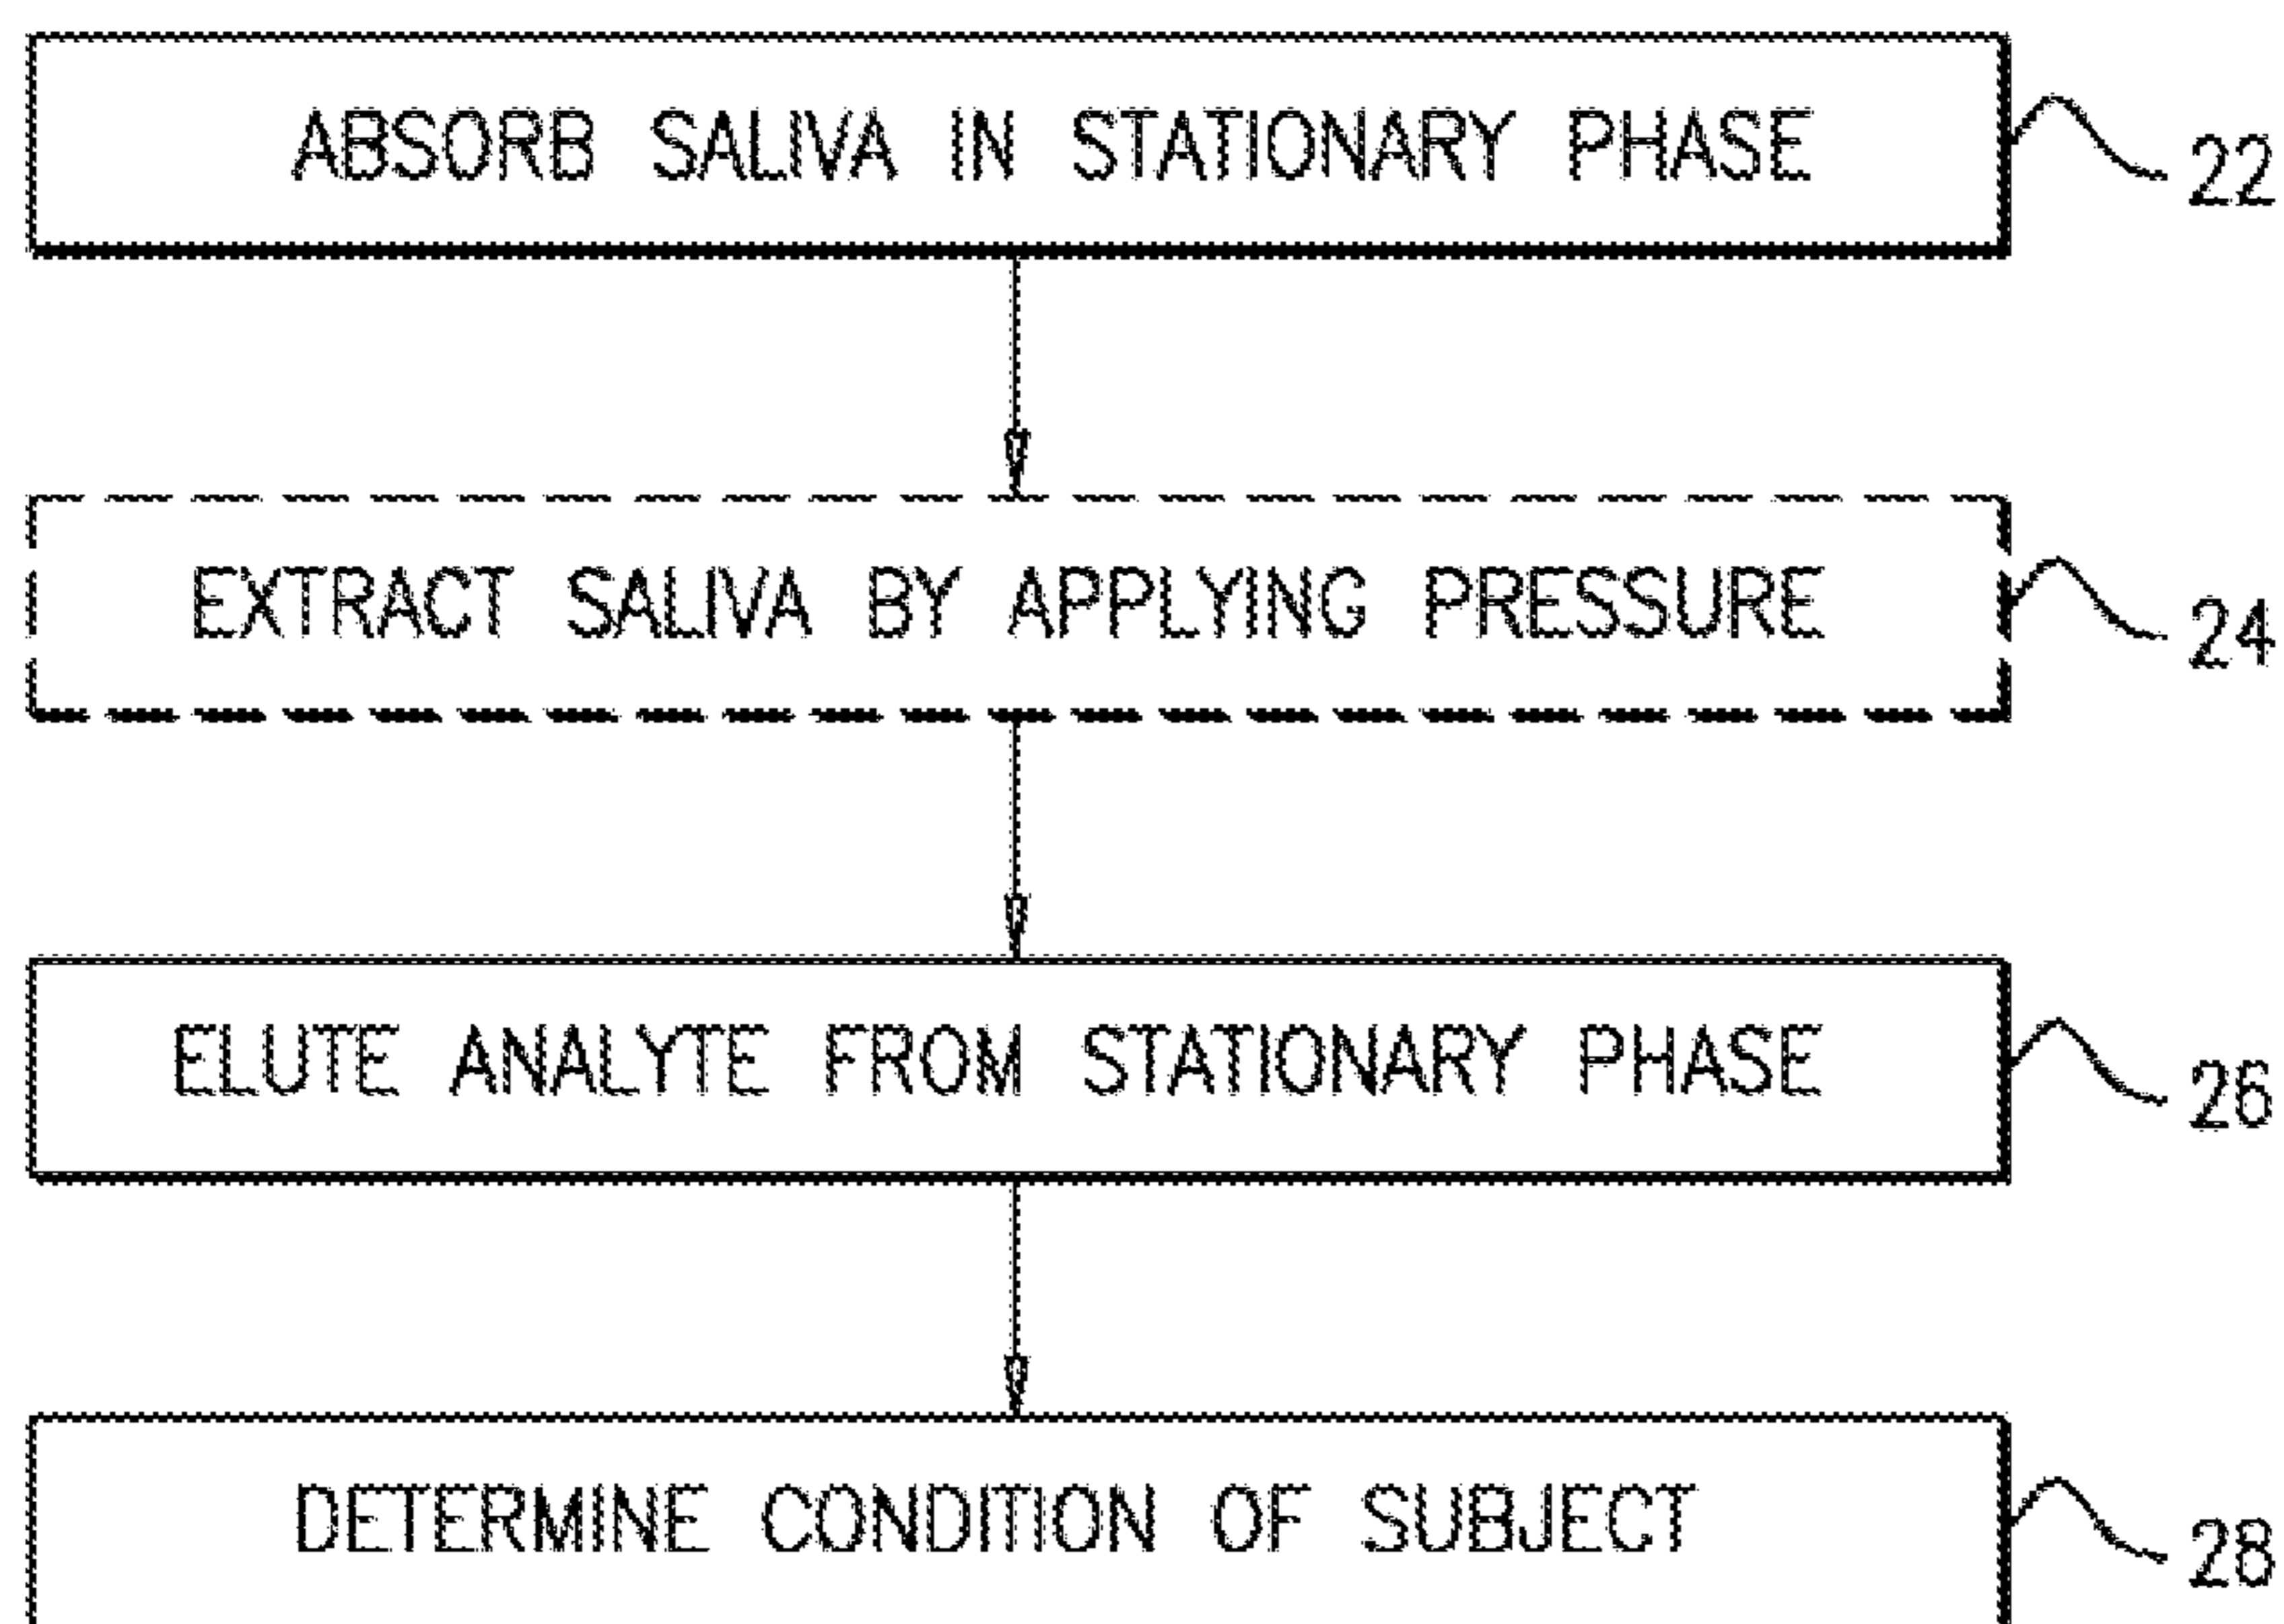 ABSORB SALIVA IN STATIONARY PHASE
22
EXTRACT SALIVA BY APPLYING PRESSURE
24
ELUTE ANALYTE FROM STATIONARY PHASE
26
DETERMINE CONDITION OF SUBJECT
28